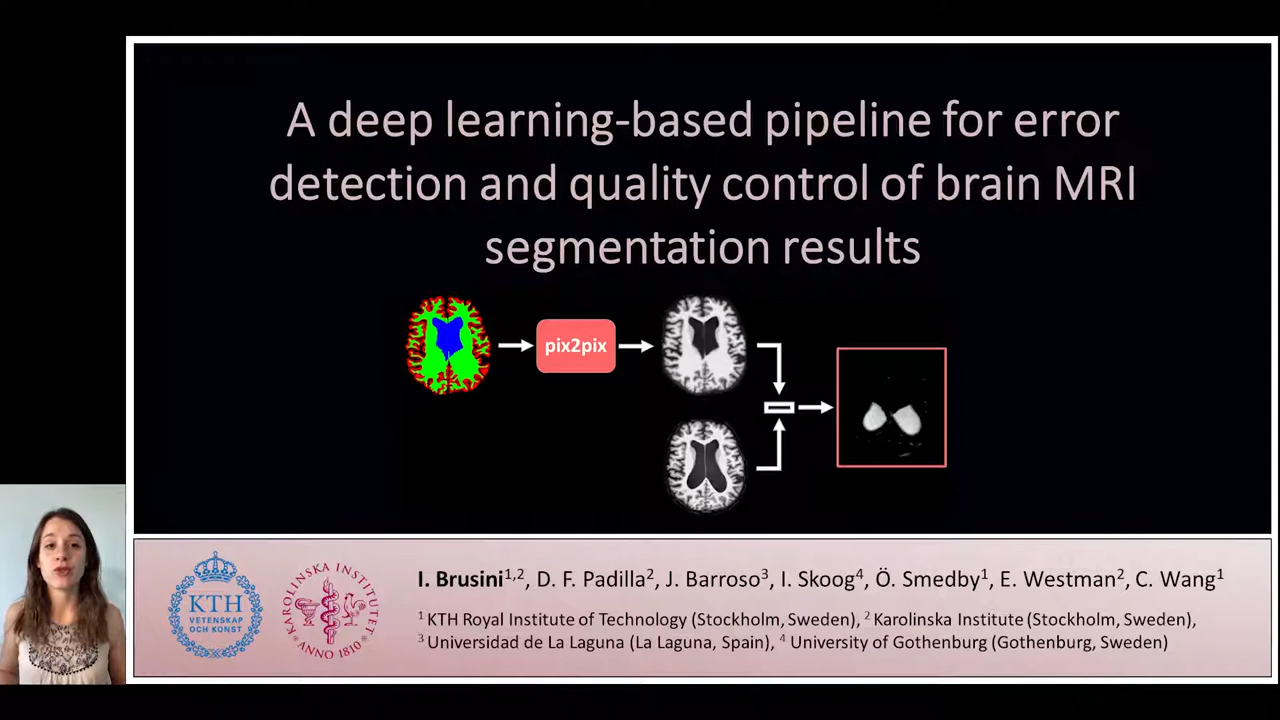 A deep learning-based pipeline for error
detection and quality control of brain MRI
segmentation results
pix2pix
KTH
VETENSKAP
OCH KONST
KAROLINSKA INSTITUTET
ANNO 1810
I. Brusini1,2, D. F. Padilla2, J. Barroso3, I. Skoog4, Ö. Smedby1, E. Westman2, C. Wang1
1 KTH Royal Institute of Technology (Stockholm, Sweden), 2 Karolinska Institute (Stockholm, Sweden),
3 Universidad de La Laguna (La Laguna, Spain), 4 University of Gothenburg (Gothenburg, Sweden)